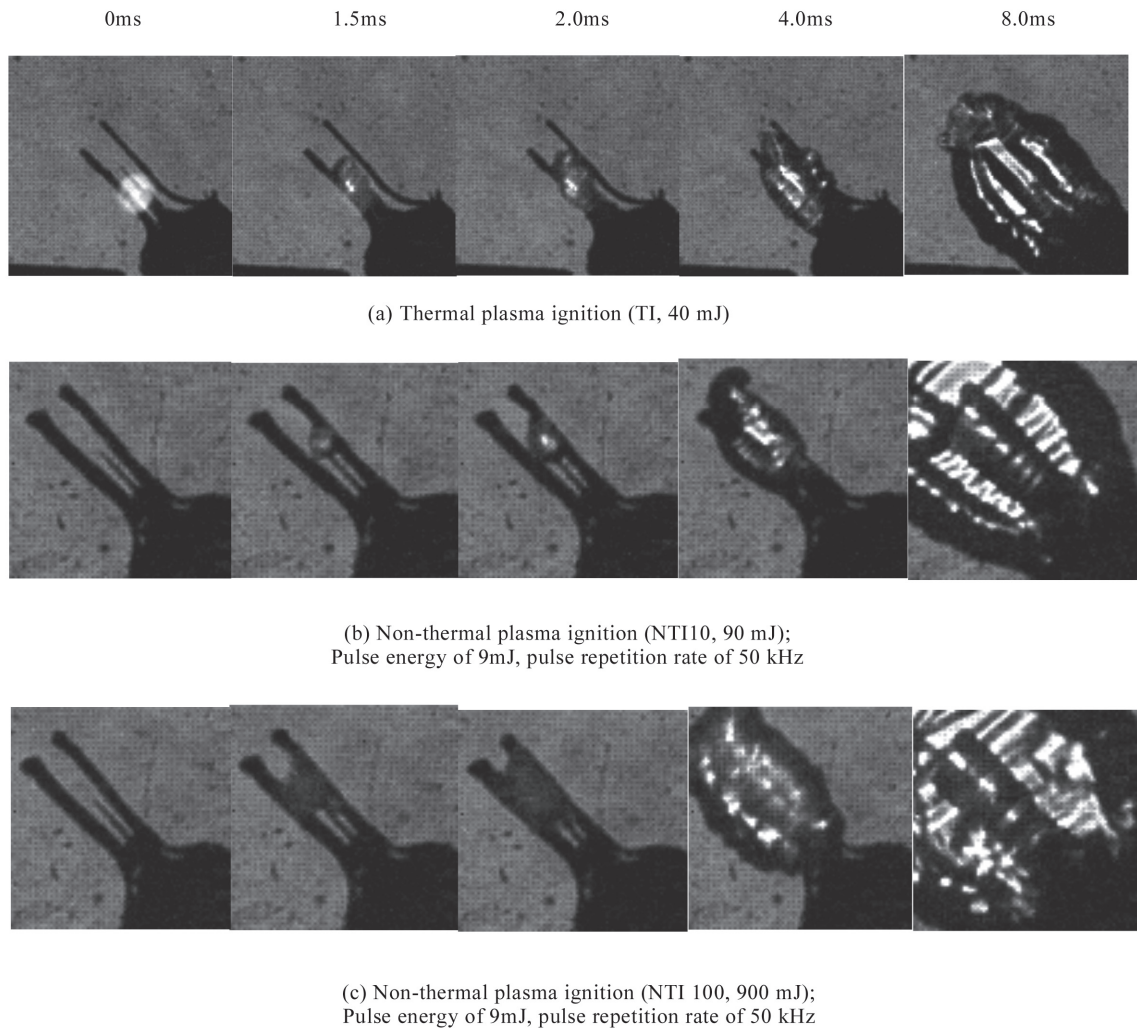 0ms 1.5ms 2.0ms 4.0ms 8.0ms
(a) Thermal plasma ignition (TI, 40 mJ)
(b) Non-thermal plasma ignition (NTI10, 90 mJ);
Pulse energy of 9mJ, pulse repetition rate of 50 kHz
(c) Non-thermal plasma ignition (NTI 100, 900 mJ);
Pulse energy of 9mJ, pulse repetition rate of 50 kHz